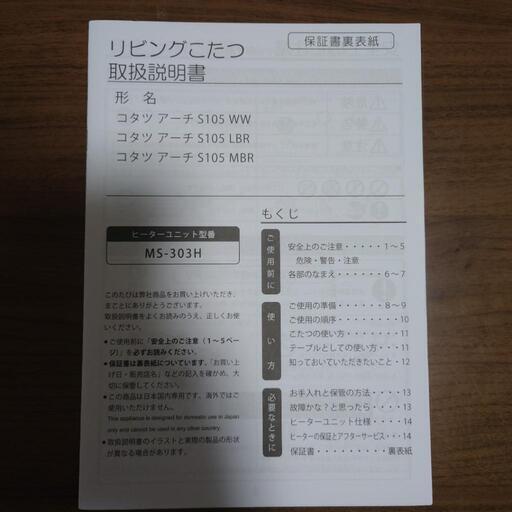 リビングこたつ
取扱説明書
保証書裏表紙
形 名
コタツ アーチ S105 WW
コタツ アーチ S105 LBR
コタツ アーチ S105 MBR
ヒーターユニット型番
MS-303H
このたびは弊社商品をお買い上げいただき、
まことにありがとうございます。
取扱説明書をよくお読みのうえ、正しくお使
いください。
●ご使用前に「安全上のご注意（1～5ペー
ジ）」を必ずお読みください。
●保証書は裏表紙についています。「お買い上
げ日・販売店名」などの記入を確かめ、大
切に保管してください。
●この商品は日本国内専用です。海外ではご
使用いただけません。
This appliance is designed for domestic use in Japan
only and cannot be used in any other country.
●取扱説明書のイラストと実際の製品の形状
が異なる場合があります。
もくじ
ご使用前に
安全上のご注意・・・・・1～5
危険・警告・注意
各部のなまえ・・・・・・6～7
使い方
ご使用の準備・・・・・・8～9
ご使用の順序・・・・・・・10
こたつの使い方・・・・・・11
テーブルとしての使い方・・・11
知っておいていただきたいこと・12
必要なときに
お手入れと保管の方法・・・・13
故障かな？と思ったら・・・・13
ヒーターユニット仕様・・・・14
ヒーターの保証とアフターサービス・・・14
保証書・・・・・・・・裏表紙